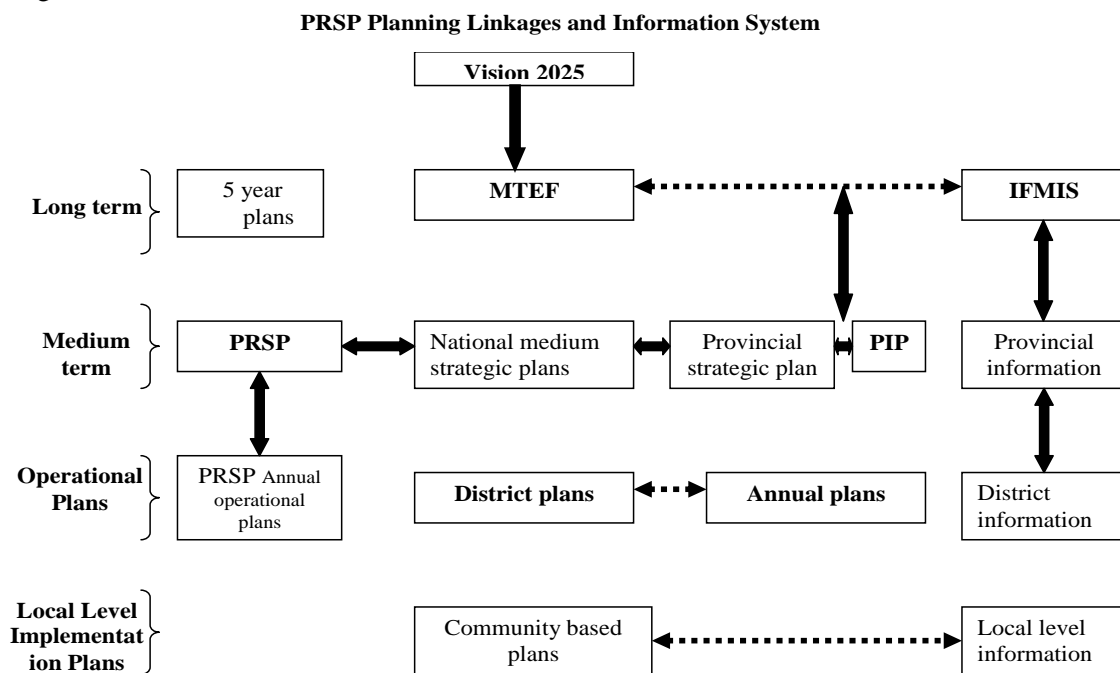 PRSP Planning Linkages and Information System
Vision 2025
Long term
5 year
plans
MTEF
IFMIS
Medium
term
PRSP
National medium
strategic plans
Provincial
strategic plan
PIP
Provincial
information
Operational
Plans
PRSP Annual
operational
plans
District plans
Annual plans
District
information
Local Level
Implementat
ion Plans
Community based
plans
Local level
information